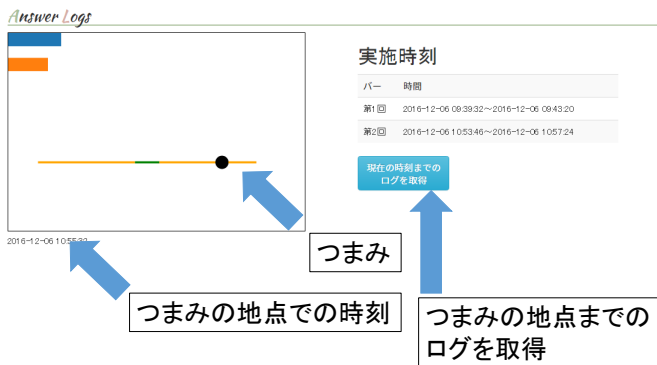 Answer Logs
実施時刻
バー 時間
第1回 2016-12-06 09:39:32～2016-12-06 09:43:20
第2回 2016-12-06 10:53:46～2016-12-06 10:57:24
現在の時刻までの
ログを取得
2016-12-06
つまみ
つまみの地点での時刻
つまみの地点までの
ログを取得